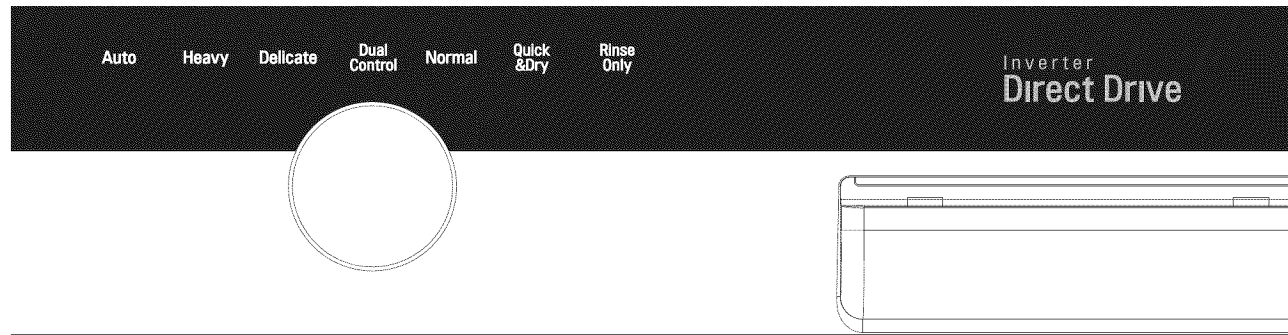 Auto
Heavy
Delicate
Dual
Control
Normal
Quick
&Dry
Rinse
Only
Inverter
Direct Drive